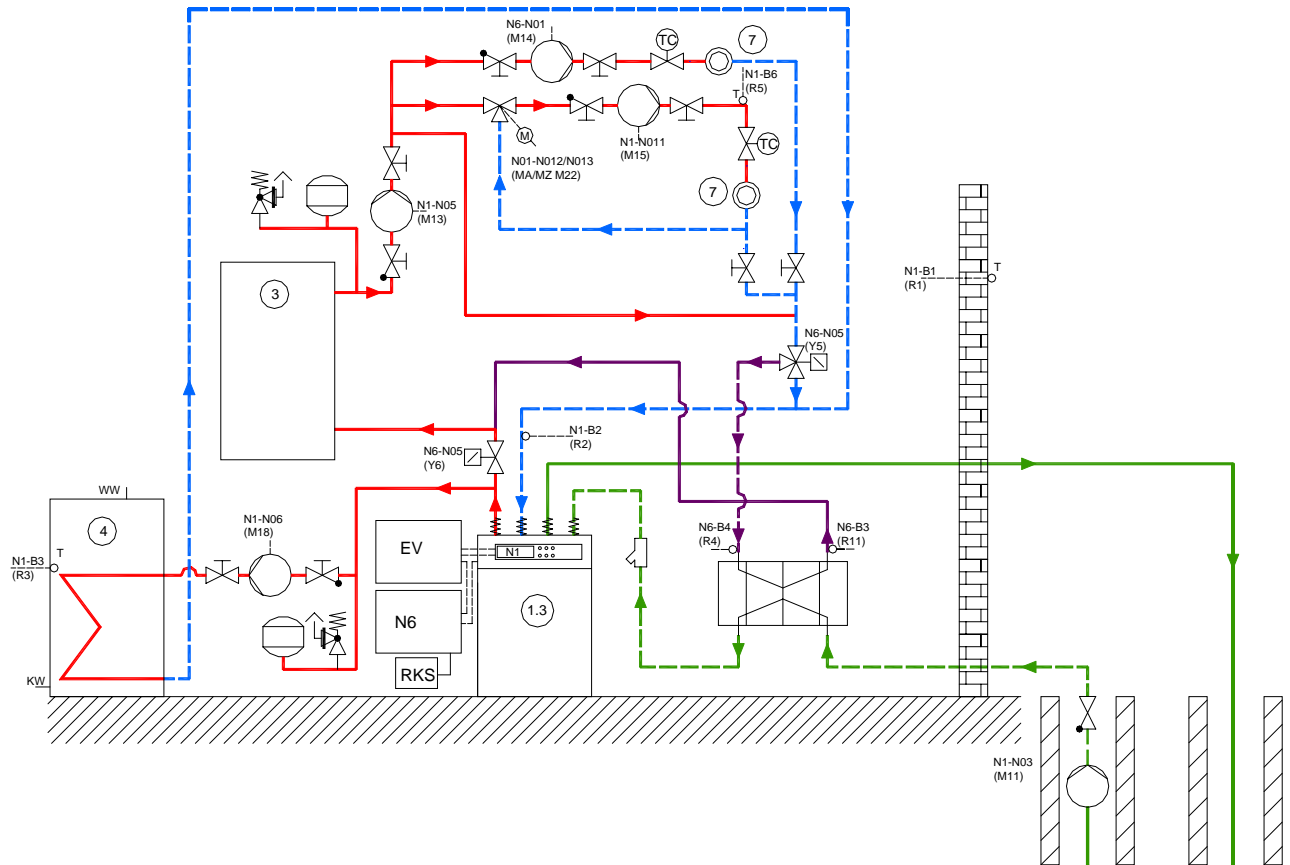 N6-N01
(M14)
TC
7
N1-B6
(R5)
T
M
N1-N011
(M15)
TC
N01-N012/N013
(MA/MZ M22)
7
N1-N05
(M13)
3
N1-B1
(R1)
T
N6-N05
(Y5)
N1-B2
(R2)
N6-N05
(Y6)
WW
4
N1-N06
(M18)
N1-B3
(R3)
T
EV
N1
N6-B4
(R4)
N6-B3
(R11)
N6
1.3
RKS
KW
N1-N03
(M11)